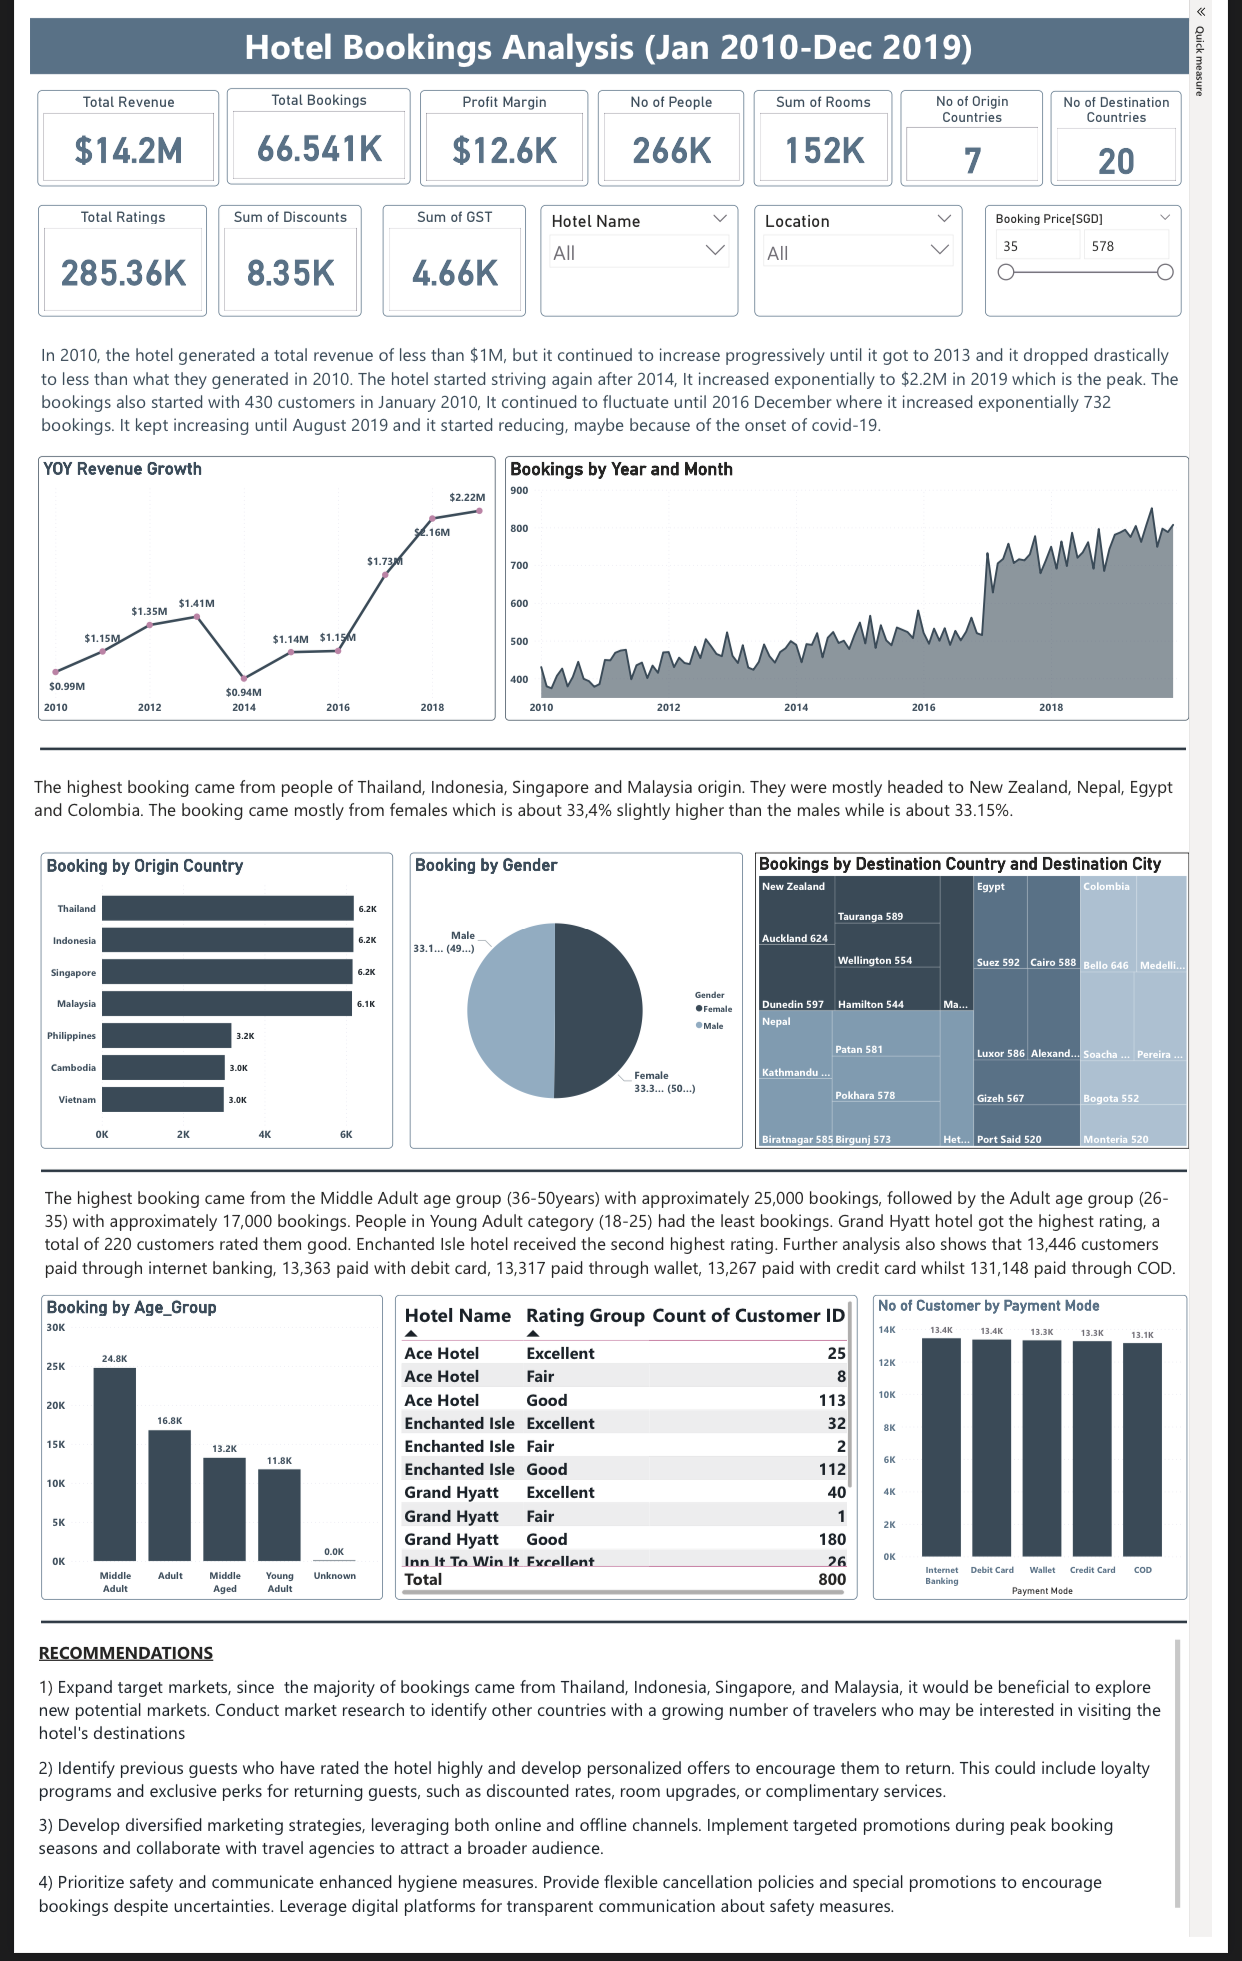 Hotel Bookings Analysis (Jan 2010-Dec 2019)
Quick measure
Total Revenue
$14.2M
Total Bookings
66.541K
Profit Margin
$12.6K
No of People
266K
Sum of Rooms
152K
No of Origin
Countries
7
No of Destination
Countries
20
Total Ratings
285.36K
Sum of Discounts
8.35K
Sum of GST
4.66K
Hotel Name
All
Location
All
Booking Price[SGD]
35
578
In 2010, the hotel generated a total revenue of less than $1M, but it continued to increase progressively until it got to 2013 and it dropped drastically
to less than what they generated in 2010. The hotel started striving again after 2014, It increased exponentially to $2.2M in 2019 which is the peak. The
bookings also started with 430 customers in January 2010, It continued to fluctuate until 2016 December where it increased exponentially 732
bookings. It kept increasing until August 2019 and it started reducing, maybe because of the onset of covid-19.
YOY Revenue Growth
$2.22M
$2.16M
$1.73M
$1.41M
$1.35M
$1.15M
$1.14M
$1.15M
$0.99M
$0.94M
2010
2012
2014
2016
2018
Bookings by Year and Month
900
800
700
600
500
400
2010
2012
2014
2016
2018
The highest booking came from people of Thailand, Indonesia, Singapore and Malaysia origin. They were mostly headed to New Zealand, Nepal, Egypt
and Colombia. The booking came mostly from females which is about 33,4% slightly higher than the males while is about 33.15%.
Booking by Origin Country
Thailand
6.2K
Indonesia
6.2K
Singapore
6.2K
Malaysia
6.1K
Philippines
3.2K
Cambodia
3.0K
Vietnam
3.0K
0K
2K
4K
6K
Booking by Gender
Male
33.1... (49...)
Gender
Female
Male
Female
33.3... (50...)
Bookings by Destination Country and Destination City
New Zealand
Auckland 624
Dunedin 597
Tauranga 589
Wellington 554
Hamilton 544
Ma...
Nepal
Kathmandu ...
Biratnagar 585
Patan 581
Pokhara 578
Birgunj 573
Het...
Egypt
Suez 592
Cairo 588
Luxor 586
Alexand...
Gizeh 567
Port Said 520
Colombia
Bello 646
Medelli...
Soacha ...
Pereira ...
Bogota 552
Monteria 520
The highest booking came from the Middle Adult age group (36-50years) with approximately 25,000 bookings, followed by the Adult age group (26-
35) with approximately 17,000 bookings. People in Young Adult category (18-25) had the least bookings. Grand Hyatt hotel got the highest rating, a
total of 220 customers rated them good. Enchanted Isle hotel received the second highest rating. Further analysis also shows that 13,446 customers
paid through internet banking, 13,363 paid with debit card, 13,317 paid through wallet, 13,267 paid with credit card whilst 131,148 paid through COD.
Booking by Age_Group
30K
25K
20K
15K
10K
5K
0K
24.8K
16.8K
13.2K
11.8K
0.0K
Middle
Adult
Adult
Middle
Aged
Young
Adult
Unknown
Hotel Name Rating Group Count of Customer ID
Ace Hotel Excellent 25
Ace Hotel Fair 8
Ace Hotel Good 113
Enchanted Isle Excellent 32
Enchanted Isle Fair 2
Enchanted Isle Good 112
Grand Hyatt Excellent 40
Grand Hyatt Fair 1
Grand Hyatt Good 180
Inn It To Win It Excellent 26
Total 800
No of Customer by Payment Mode
14K
12K
10K
8K
6K
4K
2K
0K
13.4K
13.4K
13.3K
13.3K
13.1K
Internet
Banking
Debit Card
Wallet
Credit Card
COD
Payment Mode
RECOMMENDATIONS
1) Expand target markets, since  the majority of bookings came from Thailand, Indonesia, Singapore, and Malaysia, it would be beneficial to explore
new potential markets. Conduct market research to identify other countries with a growing number of travelers who may be interested in visiting the
hotel's destinations
2) Identify previous guests who have rated the hotel highly and develop personalized offers to encourage them to return. This could include loyalty
programs and exclusive perks for returning guests, such as discounted rates, room upgrades, or complimentary services.
3) Develop diversified marketing strategies, leveraging both online and offline channels. Implement targeted promotions during peak booking
seasons and collaborate with travel agencies to attract a broader audience.
4) Prioritize safety and communicate enhanced hygiene measures. Provide flexible cancellation policies and special promotions to encourage
bookings despite uncertainties. Leverage digital platforms for transparent communication about safety measures.